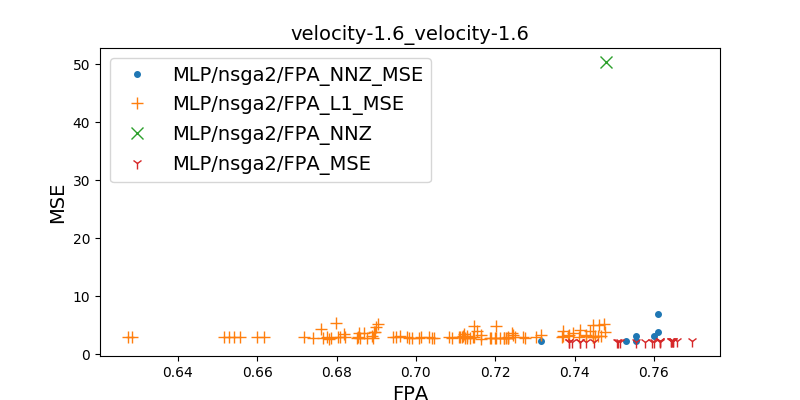 velocity-1.6_velocity-1.6
MLP/nsga2/FPA_NNZ_MSE
MLP/nsga2/FPA_L1_MSE
MLP/nsga2/FPA_NNZ
MLP/nsga2/FPA_MSE
MSE
50
40
30
20
10
0
0.64 0.66 0.68 0.70 0.72 0.74 0.76
FPA